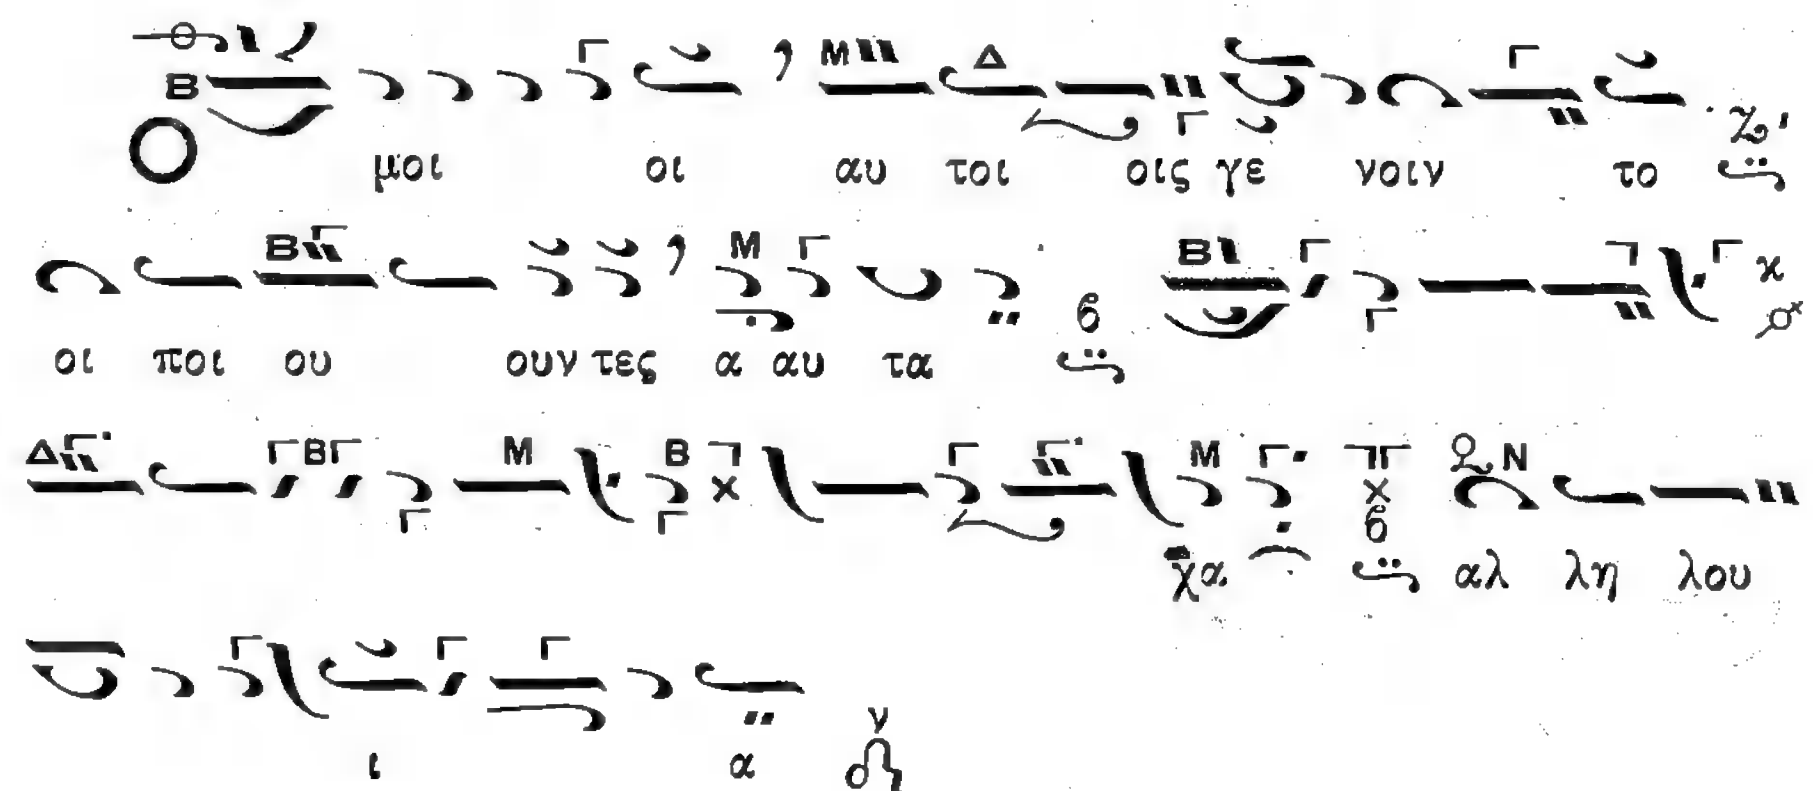 Ο μοι οι αυ τοι οις γε νοιν το
οι ποι ου ουν τες α αυ τα
χα αλ λη λου
ι α